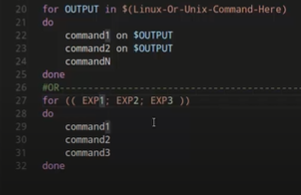 20 for OUTPUT in $(Linux-Or-Unix-Command-Here)
21 do
22 command1 on $OUTPUT
23 command2 on $OUTPUT
24 commandN
25 done
26 #OR----------------------------------------
27 for (( EXP1; EXP2; EXP3 ))
28 do
29 command1
30 command2
31 command3
32 done